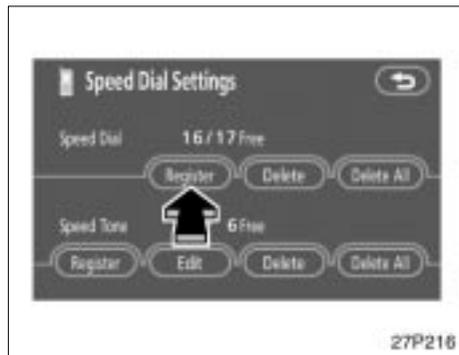 Speed Dial Settings
Speed Dial 16/17 Free
Register Delete Delete All
Speed Tone 6 Free
Register Edit Delete Delete All
27P216